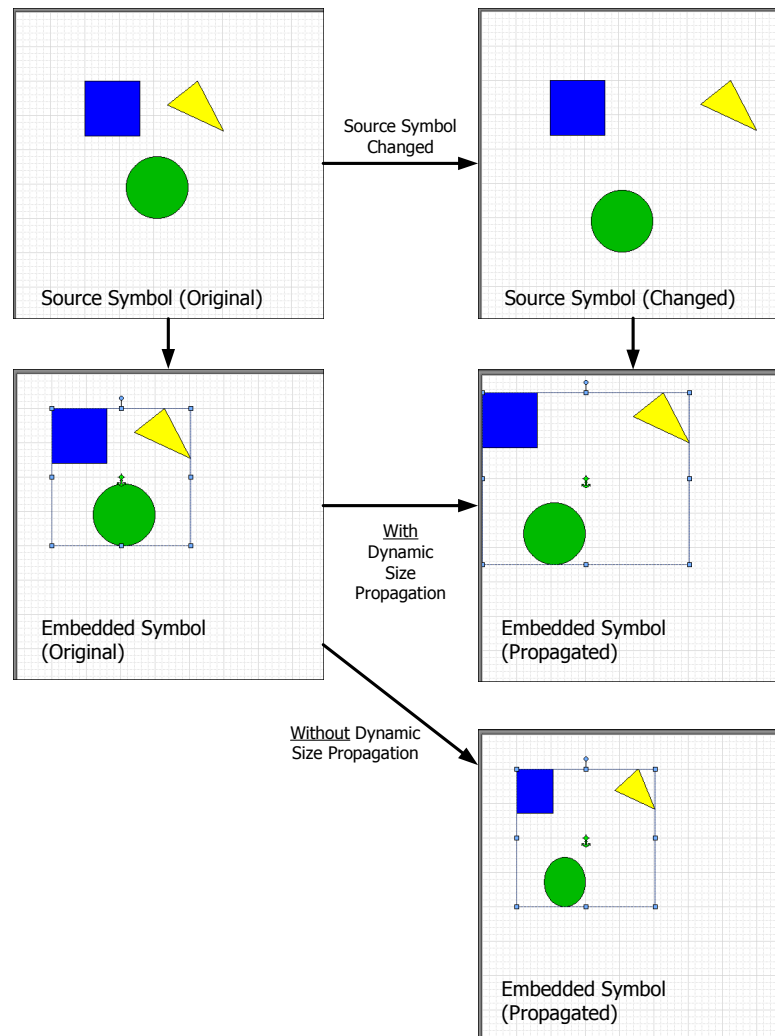 Source Symbol
Changed
Source Symbol (Original)
Source Symbol (Changed)
With
Dynamic
Size
Propagation
Embedded Symbol
(Original)
Embedded Symbol
(Propagated)
Without Dynamic
Size Propagation
Embedded Symbol
(Propagated)